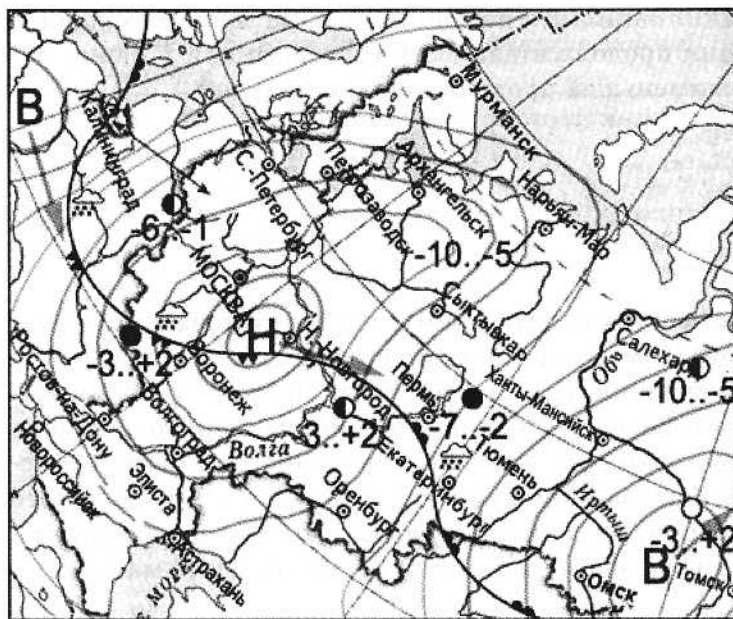 В
Калининград
Мурманск
С.-Петербург
Петрозаводск
Архангельск
Нарьян-Мар
-6..-1
-10..-5
МОСКВА
Сыктывкар
Салехард
Обь
Н
Н. Новгород
-3..+2
Воронеж
Пермь
Ханты-Мансийск
-10..-5
-7..-2
3..+2
Ростов-на-Дону
Волгоград
Волга
Екатеринбург
Тюмень
Новороссийск
Элиста
Оренбург
Иртыш
-3..+2
В
Астрахань
МОРЕ
Омск
Томск